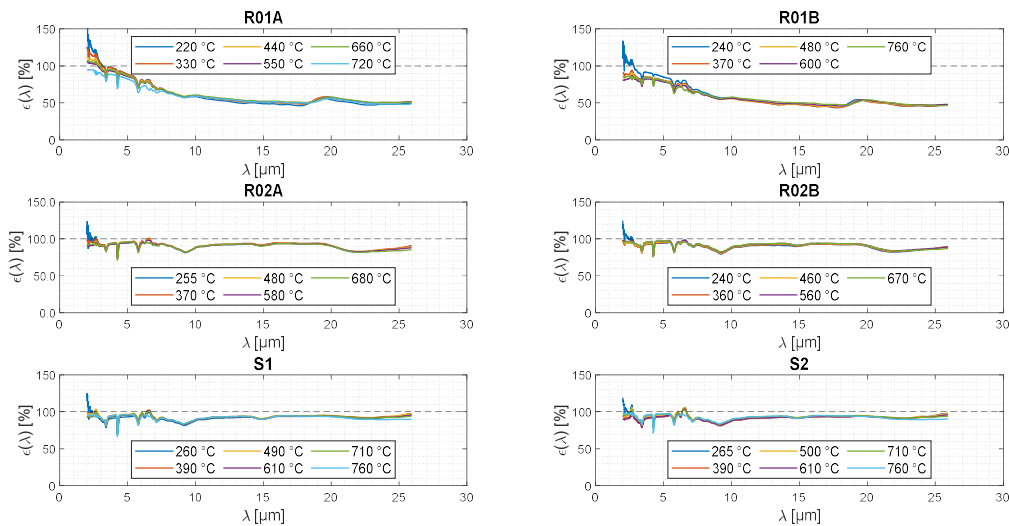 R01A
R01B
150
100
50
0
ϵ(λ) [%]
220 °C 440 °C 660 °C
330 °C 550 °C 720 °C
0 5 10 15 20 25 30
λ [μm]
150
100
50
0
ϵ(λ) [%]
240 °C 480 °C 760 °C
370 °C 600 °C
0 5 10 15 20 25 30
λ [μm]
R02A
R02B
150.0
100.0
50.0
0.0
ϵ(λ) [%]
255 °C 480 °C 680 °C
370 °C 580 °C
0 5 10 15 20 25 30
λ [μm]
150
100
50
0
ϵ(λ) [%]
240 °C 460 °C 670 °C
360 °C 560 °C
0 5 10 15 20 25 30
λ [μm]
S1
S2
150
100
50
0
ϵ(λ) [%]
260 °C 490 °C 710 °C
390 °C 610 °C 760 °C
0 5 10 15 20 25 30
λ [μm]
150
100
50
0
ϵ(λ) [%]
265 °C 500 °C 710 °C
390 °C 610 °C 760 °C
0 5 10 15 20 25 30
λ [μm]